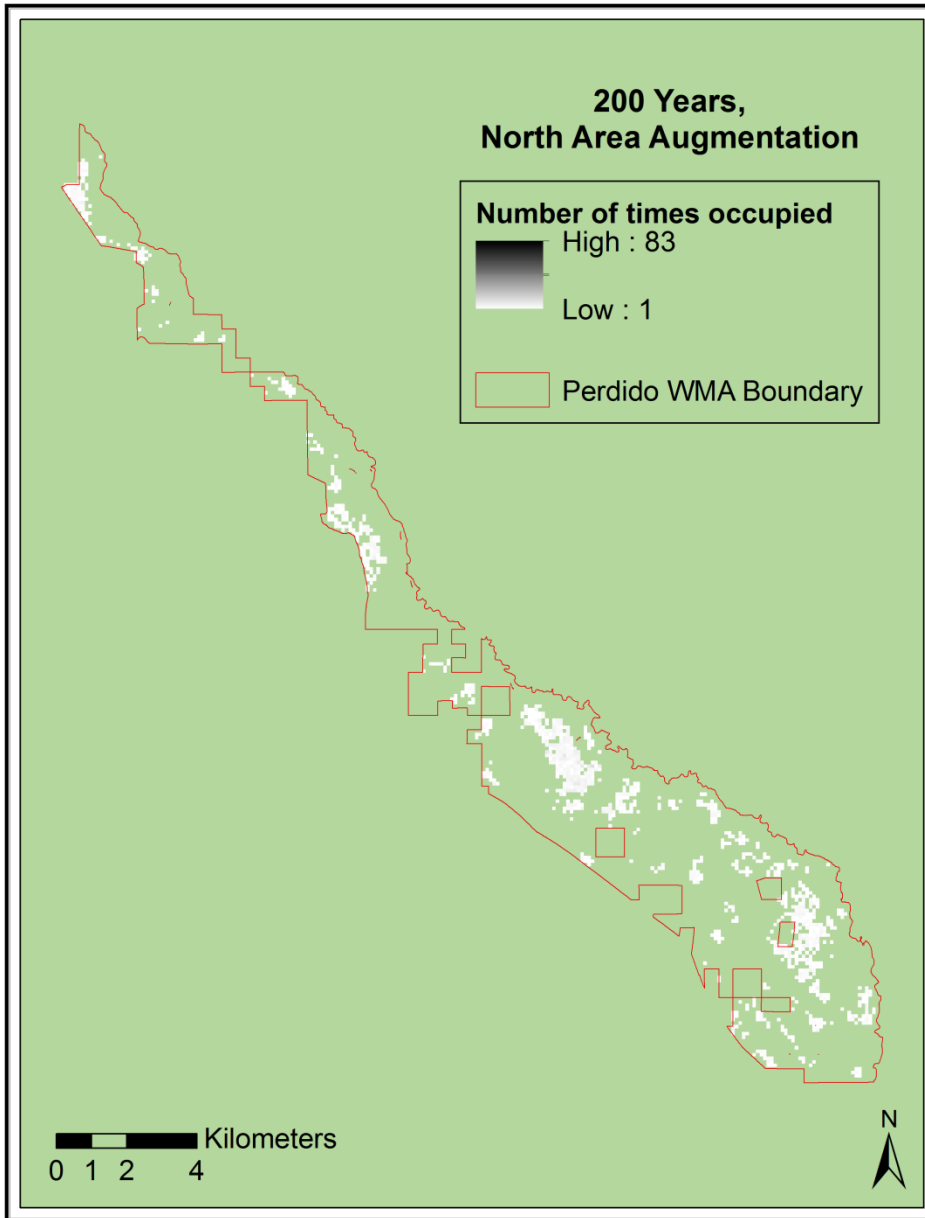 200 Years,
North Area Augmentation
Number of times occupied
High : 83
Low : 1
Perdido WMA Boundary
Kilometers
0 1 2 4
N